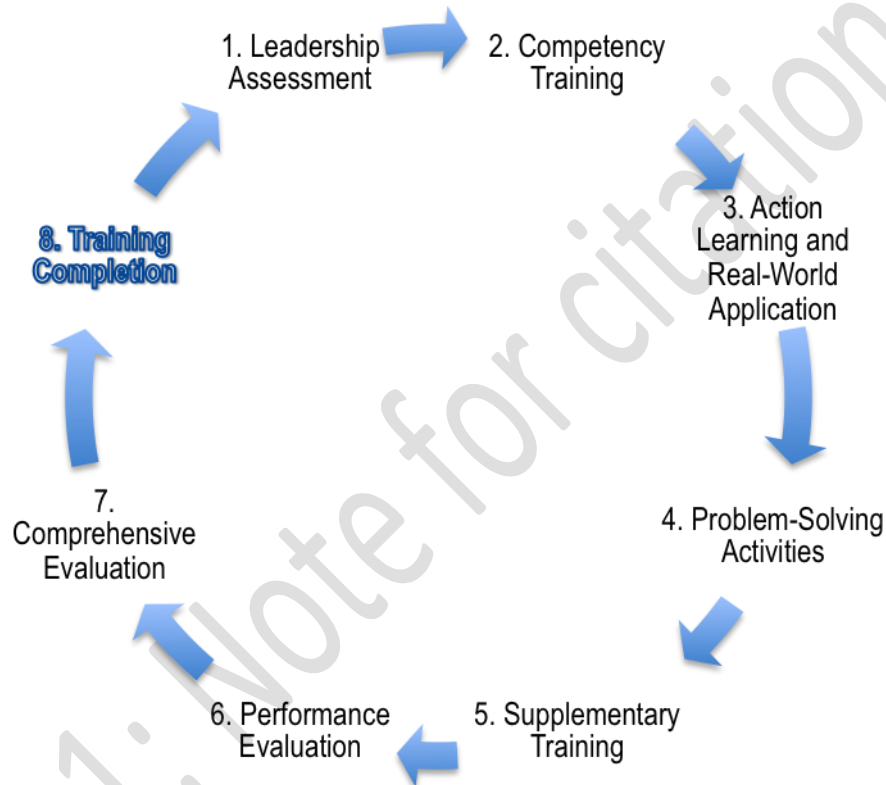 1. Leadership
Assessment
2. Competency
Training
3. Action
Learning and
Real-World
Application
4. Problem-Solving
Activities
5. Supplementary
Training
6. Performance
Evaluation
7.
Comprehensive
Evaluation
8. Training
Completion
1: Note for citation